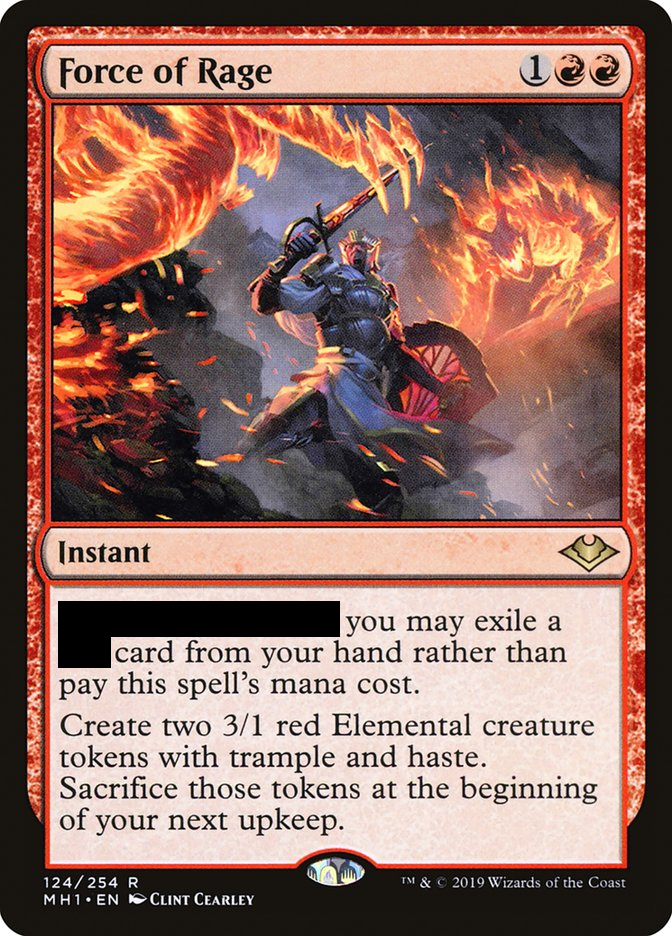 Force of Rage 1
Instant
you may exile a
card from your hand rather than
pay this spell's mana cost.
Create two 3/1 red Elemental creature
tokens with trample and haste.
Sacrifice those tokens at the beginning
of your next upkeep.
124/254 R
™ & © 2019 Wizards of the Coast
MH1 • EN Clint Cearley